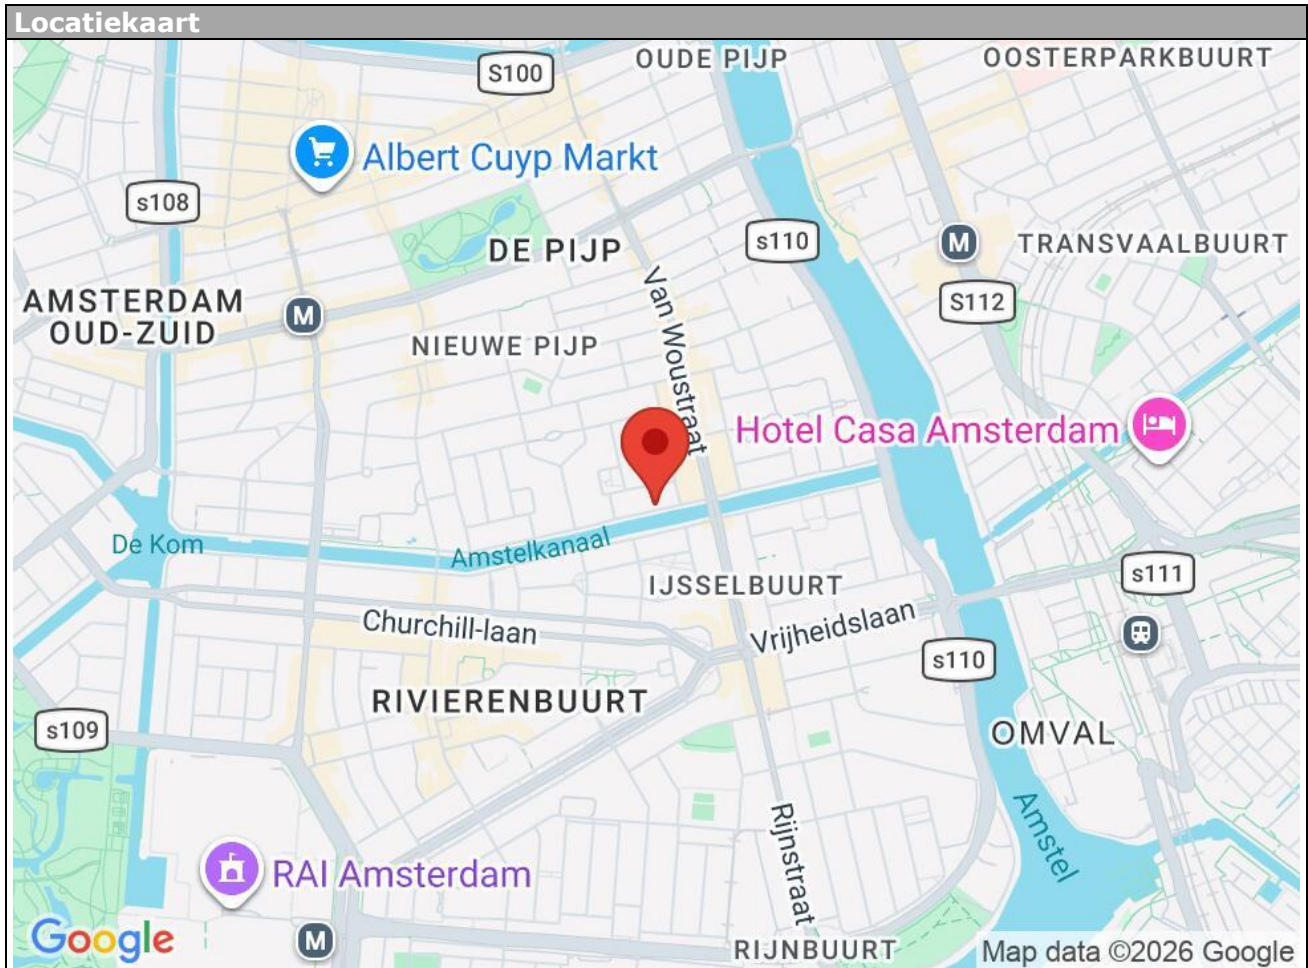 Locatiekaart
S100
OUDE PIJP
OOSTERPARKBUURT
Albert Cuyp Markt
s108
DE PIJP
s110
M
TRANSVAALBUURT
AMSTERDAM
OUD-ZUID
M
Van Woustraat
S112
NIEUWE PIJP
Hotel Casa Amsterdam
De Kom
Amstelkanaal
IJSSELBUURT
s111
Churchill-laan
Vrijheidslaan
s110
RIVIERENBUURT
s109
OMVAL
Amstel
Rijnstraat
RAI Amsterdam
Google
M
RIJNBUURT
Map data ©2026 Google